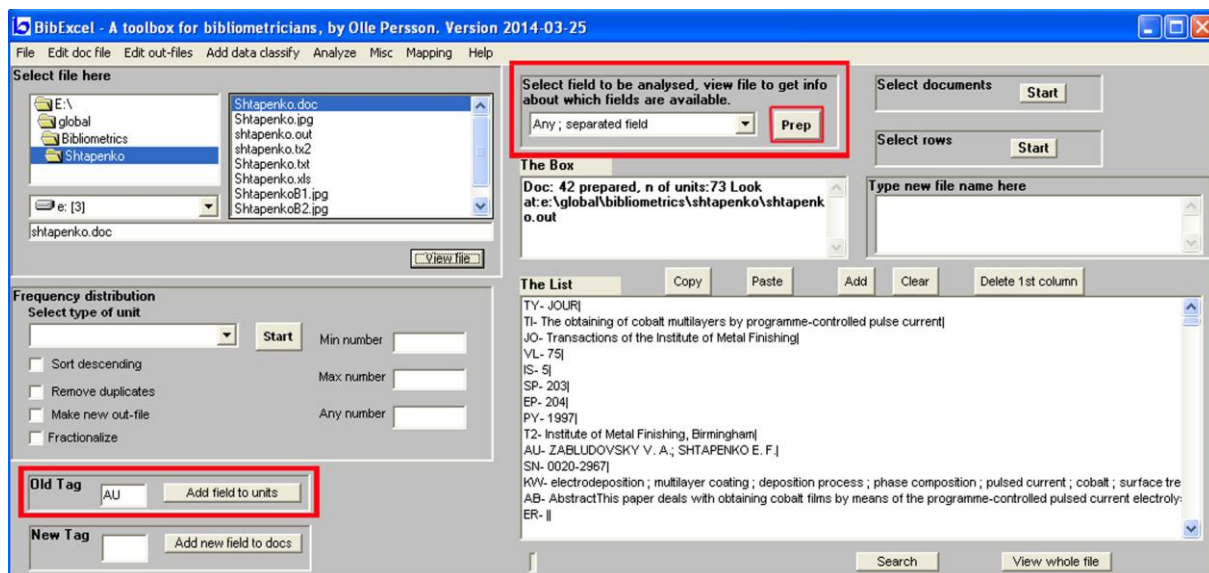 BibExcel - A toolbox for bibliometricians, by Olle Persson. Version 2014-03-25
File Edit doc file Edit out-files Add data classify Analyze Misc Mapping Help
Select file here
E:\
global
Bibliometrics
Shtapenko
e: [3]
Shtapenko.doc
Shtapenko.jpg
shtapenko.out
shtapenko.tx2
Shtapenko.txt
Shtapenko.xls
ShtapenkoB1.jpg
ShtapenkoB2.jpg
shtapenko.doc
View file
Select field to be analysed, view file to get info
about which fields are available.
Any ; separated field
Prep
Select documents
Start
Select rows
Start
The Box
Doc: 42 prepared, n of units:73 Look
at:e:\global\bibliometrics\shtapenko\shtapenk
o.out
Type new file name here
Frequency distribution
Select type of unit
Start
Sort descending
Remove duplicates
Make new out-file
Fractionalize
Min number
Max number
Any number
Old Tag
AU
Add field to units
New Tag
Add new field to docs
The List
Copy
Paste
Add
Clear
Delete 1st column
TY- JOUR|
TI- The obtaining of cobalt multilayers by programme-controlled pulse current|
JO- Transactions of the Institute of Metal Finishing|
VL- 75|
IS- 5|
SP- 203|
EP- 204|
PY- 1997|
T2- Institute of Metal Finishing, Birmingham|
AU- ZABLUDOVSKY V. A.; SHTAPENKO E. F.|
SN- 0020-2967|
KW- electrodeposition ; multilayer coating ; deposition process ; phase composition ; pulsed current ; cobalt ; surface tre
AB- AbstractThis paper deals with obtaining cobalt films by means of the programme-controlled pulsed current electroly
ER- ||
Search
View whole file